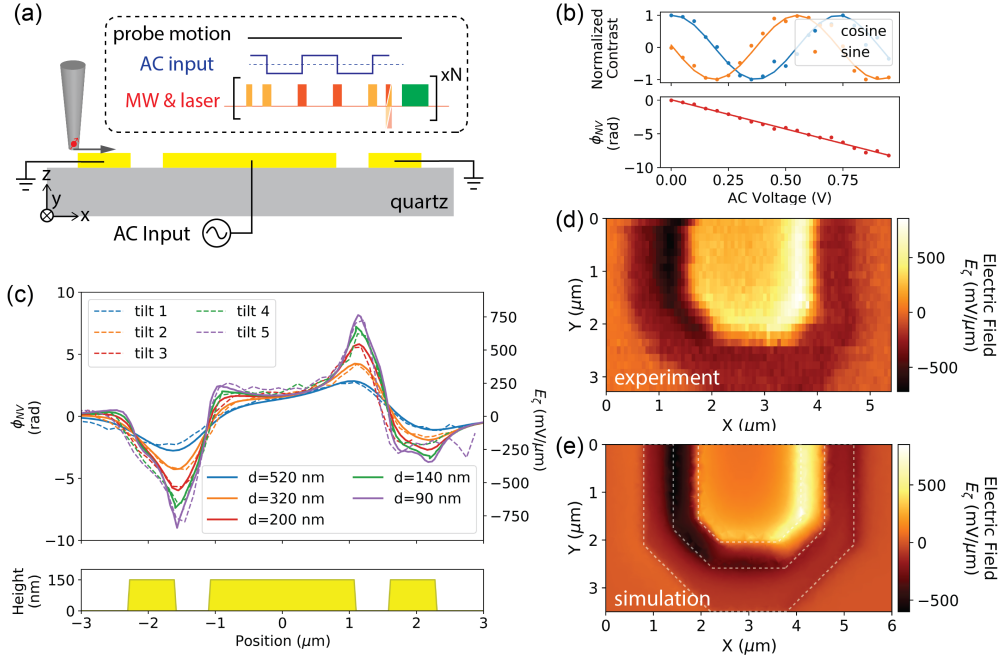 (a)
probe motion
AC input
MW & laser
xN
z
y
x
quartz
AC Input
(b)
Normalized
Contrast
1
0
−1
cosine
sine
ϕNV
(rad)
0
−5
−10
0.00 0.25 0.50 0.75
AC Voltage (V)
(c)
ϕNV
(rad)
10
5
0
−5
−10
tilt 1 tilt 4
tilt 2 tilt 5
tilt 3
d=520 nm d=140 nm
d=320 nm d=90 nm
d=200 nm
750
500
250
0
−250
−500
−750
Eζ (mV/μm)
Height
(nm)
150
0
−3 −2 −1 0 1 2 3
Position (μm)
(d)
Y (μm)
0
1
2
3
experiment
0 1 2 3 4 5
X (μm)
500
0
−500
Electric Field
Eζ (mV/μm)
(e)
Y (μm)
0
1
2
3
simulation
0 1 2 3 4 5 6
X (μm)
500
0
−500
Electric Field
Eζ (mV/μm)